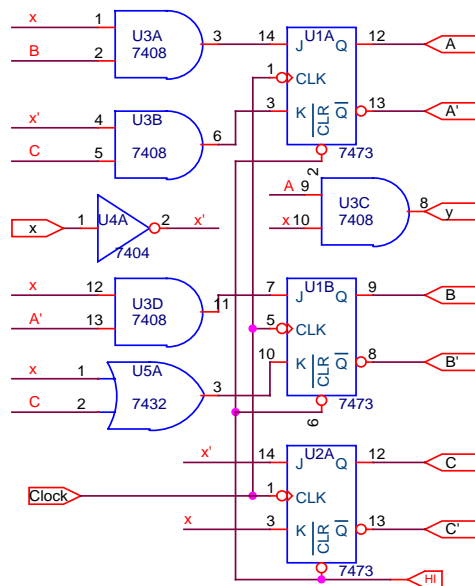 x 1 U3A 3 14 J U1A Q 12 A
B 2 7408 1 CLK
x' 4 U3B 6 3 K CLR Q 13 A'
C 5 7408 7473
2
A 9 U3C 8 y
x 1 U4A 2 x' x 10 7408
7404
x 12 U3D 11 7 J U1B Q 9 B
A' 13 7408 5 CLK
x 1 U5A 3 10 K CLR Q 8 B'
C 2 7432 6 7473
x' 14 J U2A Q 12 C
Clock 1 CLK
x 3 K CLR Q 13 C'
7473 HI